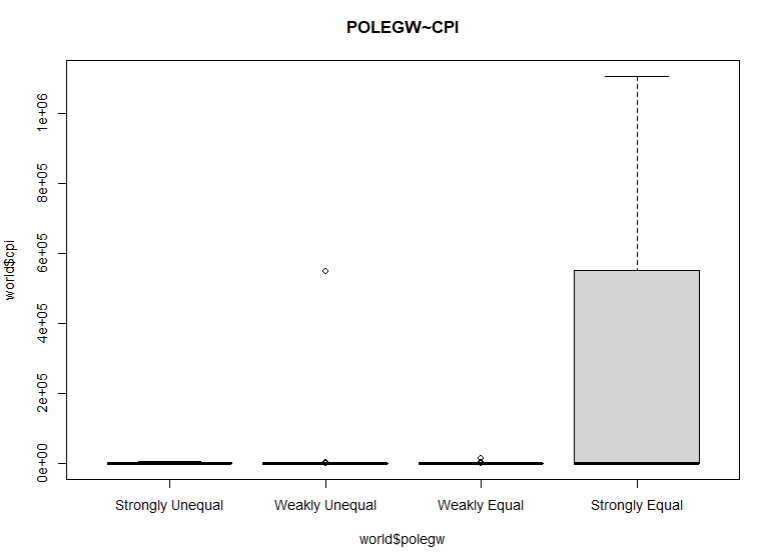 POLEGW~CPI
world$cpi
1e+06
8e+05
6e+05
4e+05
2e+05
0e+00
Strongly Unequal
Weakly Unequal
Weakly Equal
Strongly Equal
world$polegw